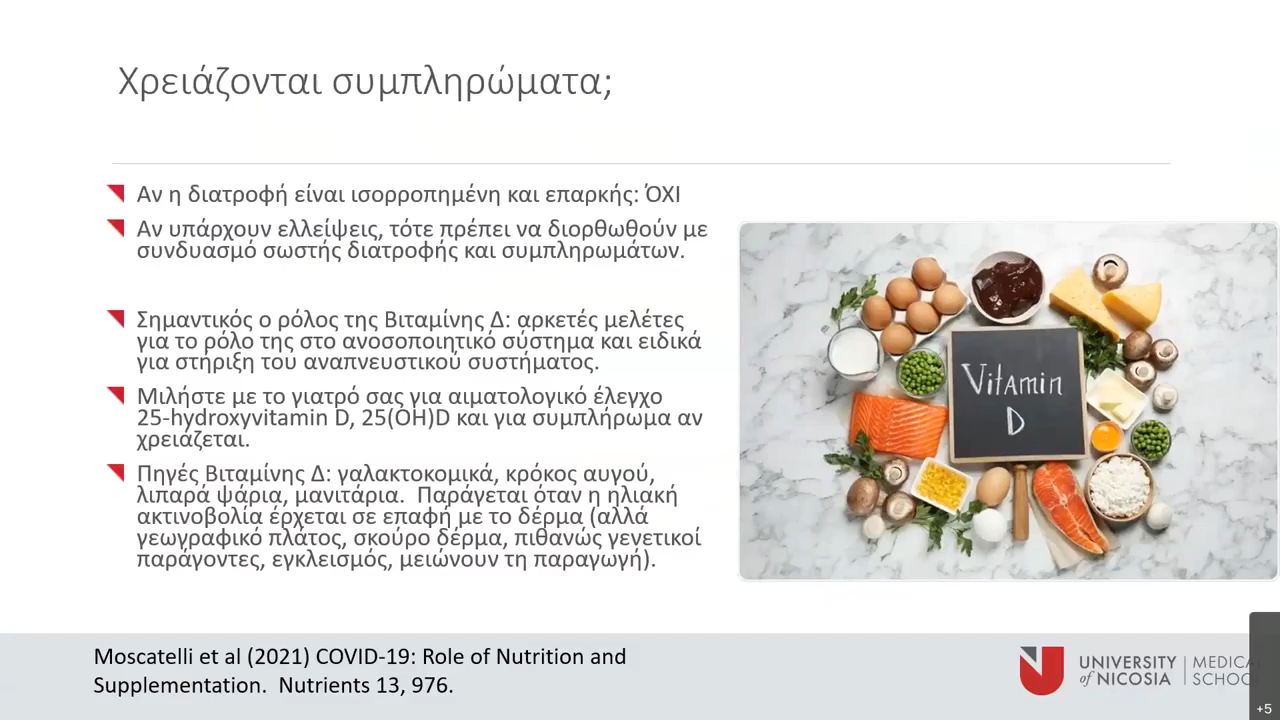 Χρειάζονται συμπληρώματα;
Αν η διατροφή είναι ισορροπημένη και επαρκής: ΌΧΙ
Αν υπάρχουν ελλείψεις, τότε πρέπει να διορθωθούν με
συνδυασμό σωστής διατροφής και συμπληρωμάτων.
Σημαντικός ο ρόλος της Βιταμίνης Δ: αρκετές μελέτες
για το ρόλο της στο ανοσοποιητικό σύστημα και ειδικά
για στήριξη του αναπνευστικού συστήματος.
Μιλήστε με το γιατρό σας για αιματολογικό έλεγχο
25-hydroxyvitamin D, 25(OH)D και για συμπλήρωμα αν
χρειάζεται.
Πηγές Βιταμίνης Δ: γαλακτοκομικά, κρόκος αυγού,
λιπαρά ψάρια, μανιτάρια. Παράγεται όταν η ηλιακή
ακτινοβολία έρχεται σε επαφή με το δέρμα (αλλά
γεωγραφικό πλάτος, σκούρο δέρμα, πιθανώς γενετικοί
παράγοντες, εγκλεισμός, μειώνουν τη παραγωγή).
Vitamin
D
Moscatelli et al (2021) COVID-19: Role of Nutrition and
Supplementation. Nutrients 13, 976.
UNIVERSITY
of NICOSIA
MEDICAL
SCHOO
+5